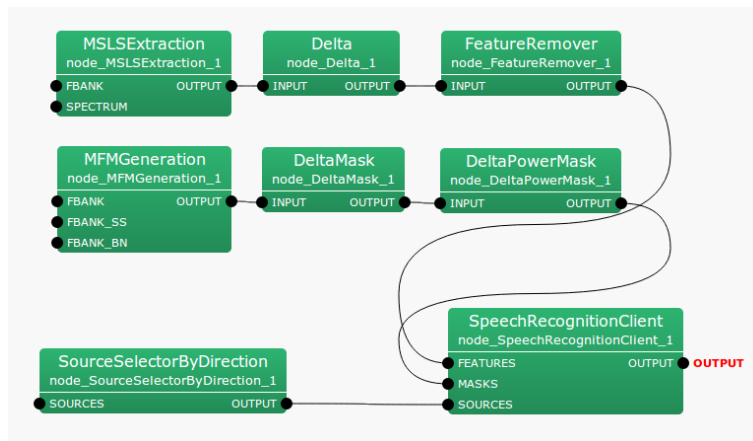 MSLSExtraction
node_MSLSExtraction_1
FBANK OUTPUT
SPECTRUM
Delta
node_Delta_1
INPUT OUTPUT
FeatureRemover
node_FeatureRemover_1
INPUT OUTPUT
MFMGeneration
node_MFMGeneration_1
FBANK OUTPUT
FBANK_SS
FBANK_BN
DeltaMask
node_DeltaMask_1
INPUT OUTPUT
DeltaPowerMask
node_DeltaPowerMask_1
INPUT OUTPUT
SourceSelectorByDirection
node_SourceSelectorByDirection_1
SOURCES OUTPUT
SpeechRecognitionClient
node_SpeechRecognitionClient_1
FEATURES OUTPUT OUTPUT
MASKS
SOURCES